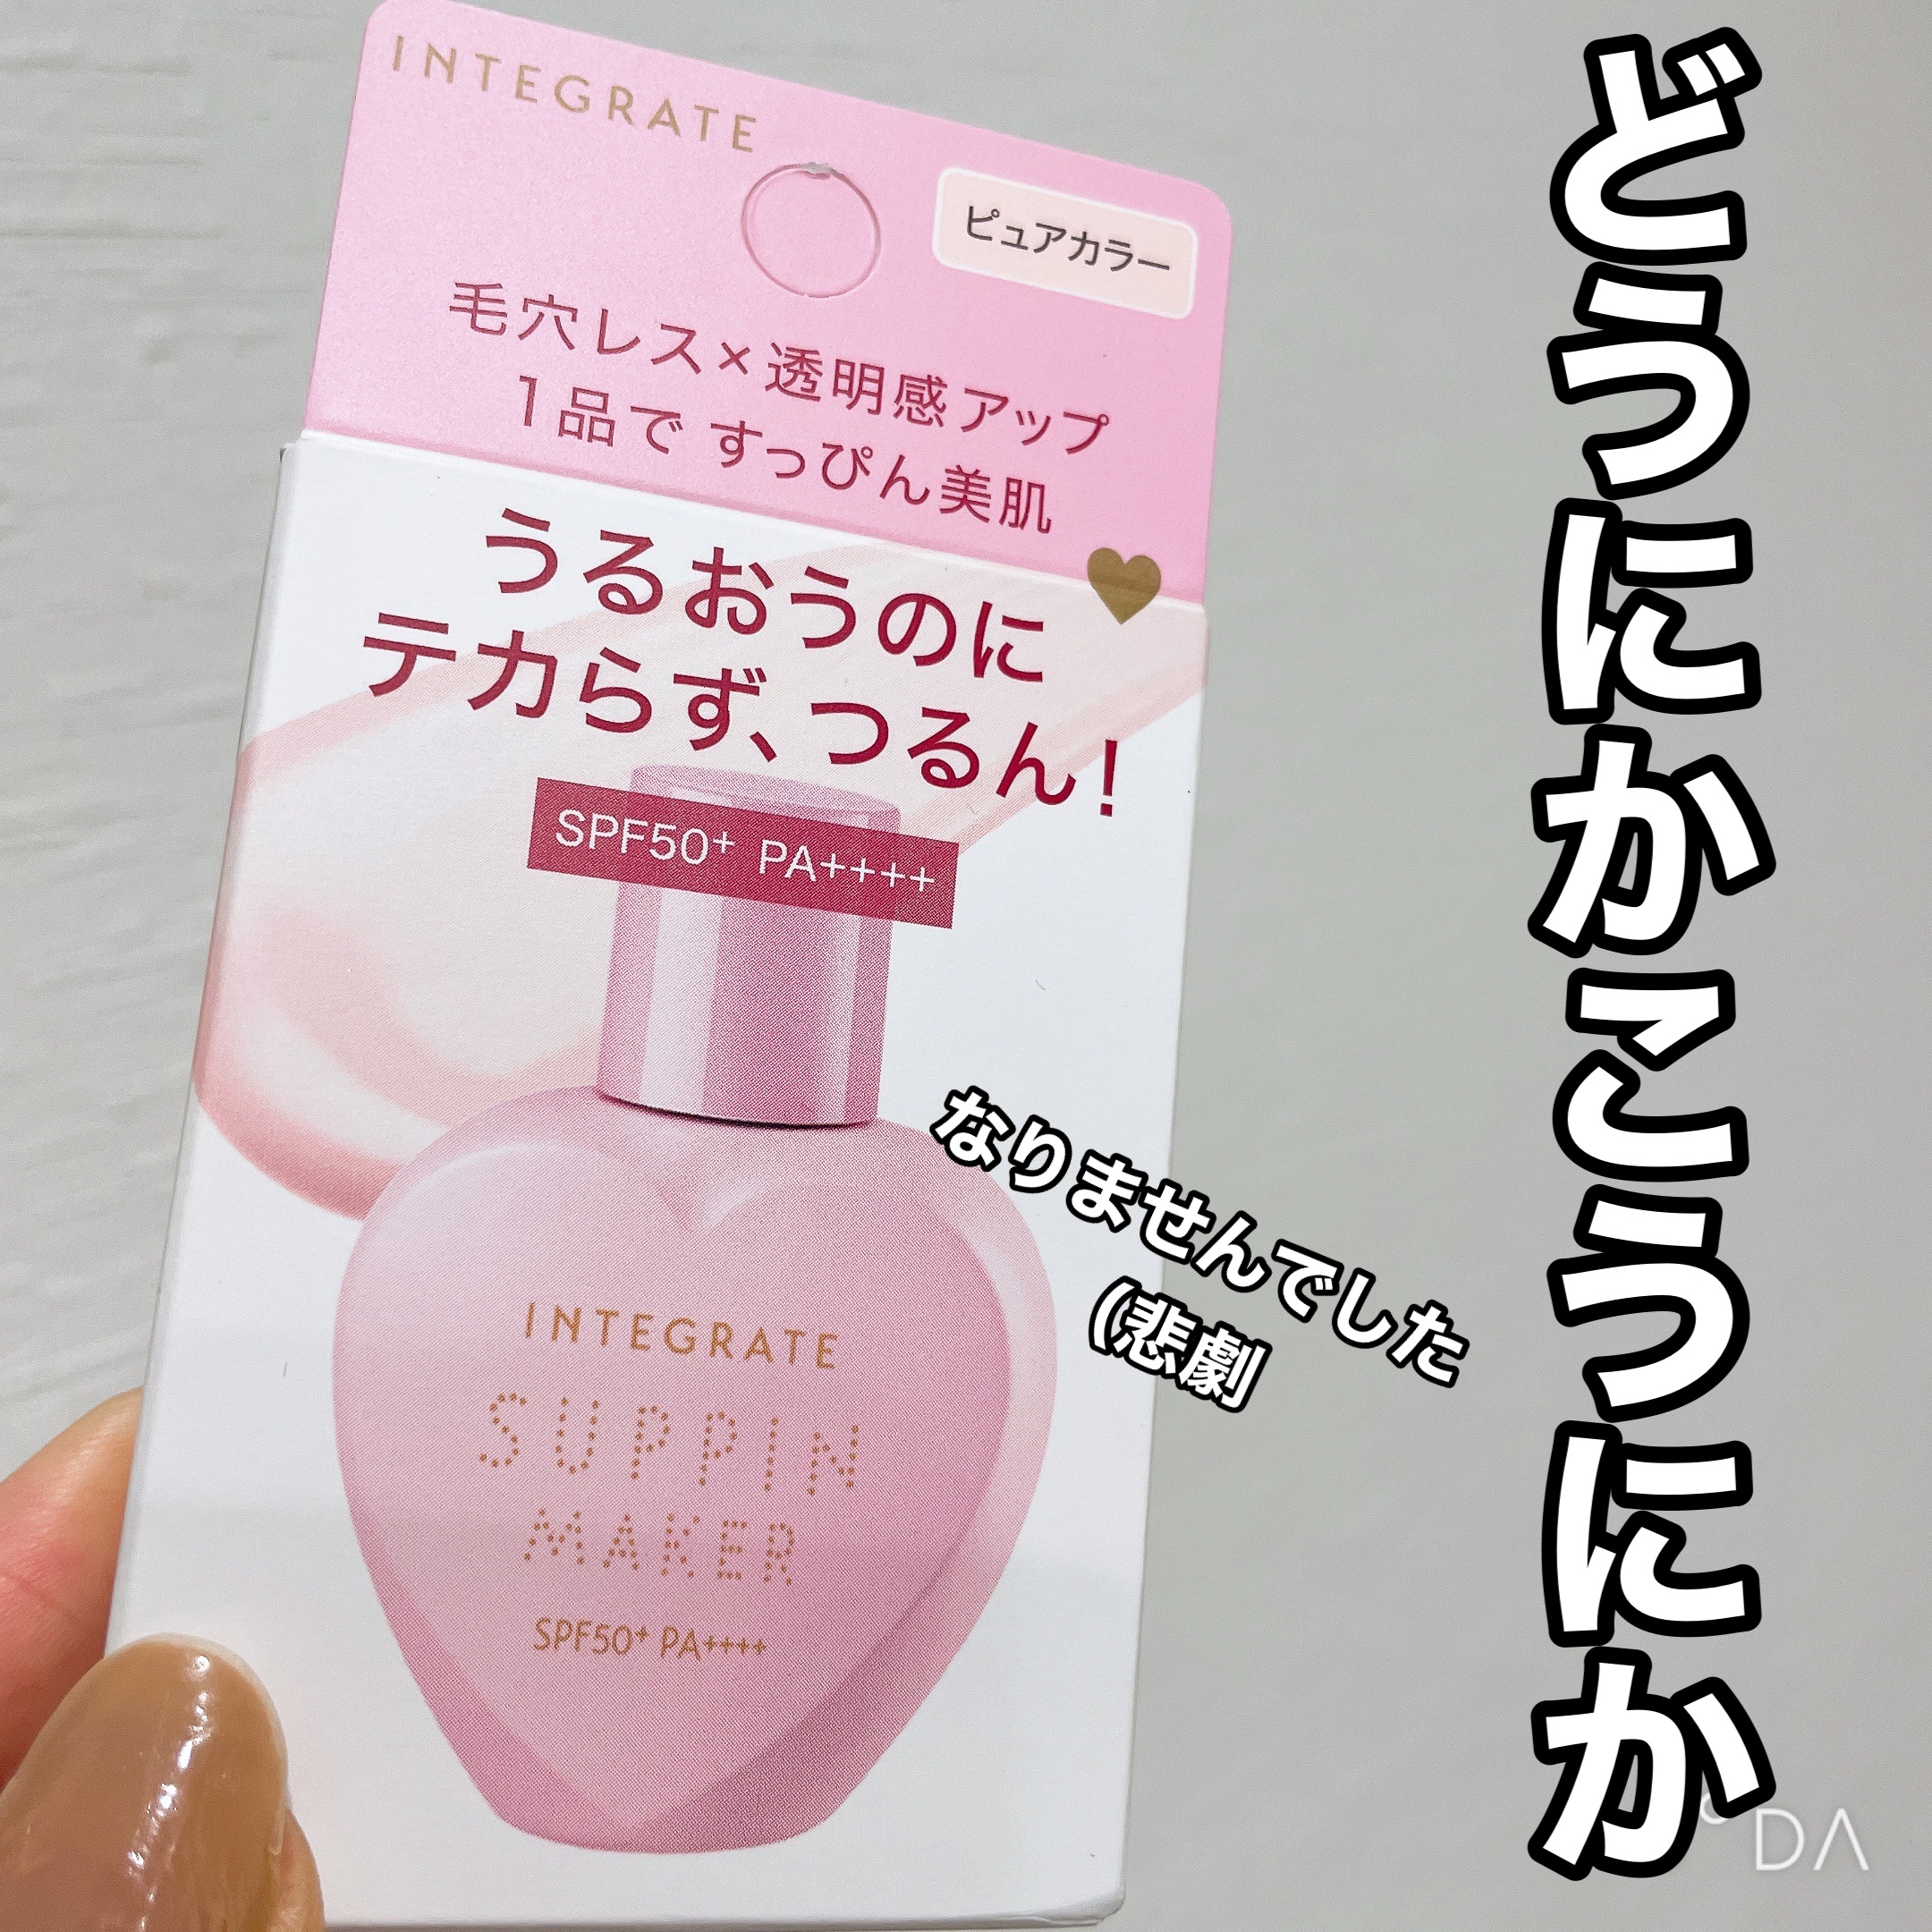 INTEGRATE
ピュアカラー
毛穴レス×透明感アップ
1品で すっぴん美肌
うるおうのに
テカらず、つるん!
SPF50+ PA++++
INTEGRATE
SUPPIN
MAKER
SPF50+ PA++++
どうにかこうにか
なりませんでした
(悲劇
DA